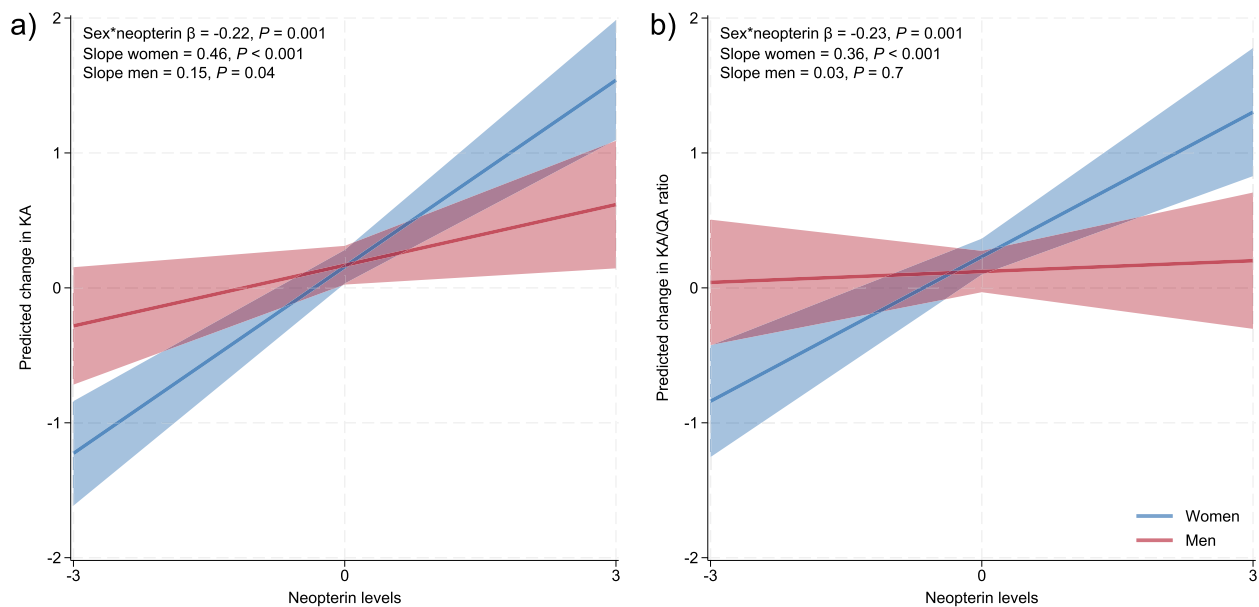 a)
Sex*neopterin β = -0.22, P = 0.001
Slope women = 0.46, P < 0.001
Slope men = 0.15, P = 0.04
Predicted change in KA
2
1
0
-1
-2
-3
0
3
Neopterin levels
b)
Sex*neopterin β = -0.23, P = 0.001
Slope women = 0.36, P < 0.001
Slope men = 0.03, P = 0.7
Predicted change in KA/QA ratio
2
1
0
-1
-2
Women
Men
-3
0
3
Neopterin levels